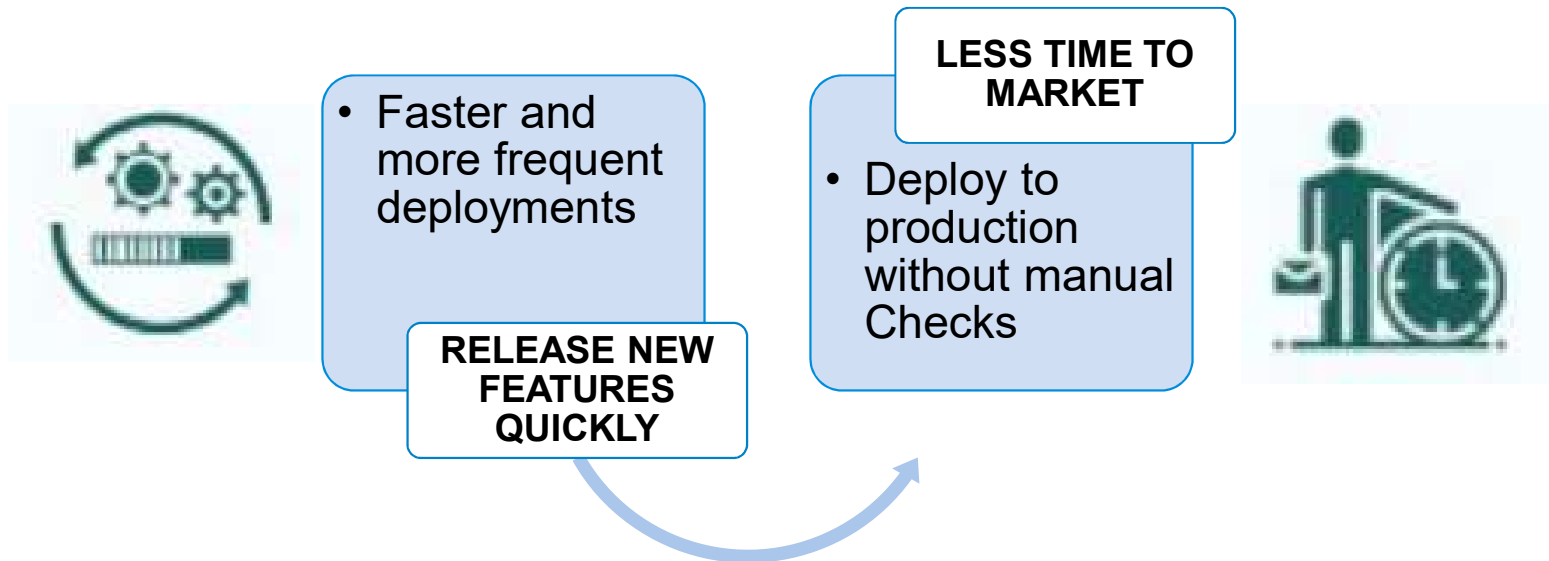 • Faster and
more frequent
deployments
RELEASE NEW
FEATURES
QUICKLY
LESS TIME TO
MARKET
• Deploy to
production
without manual
Checks